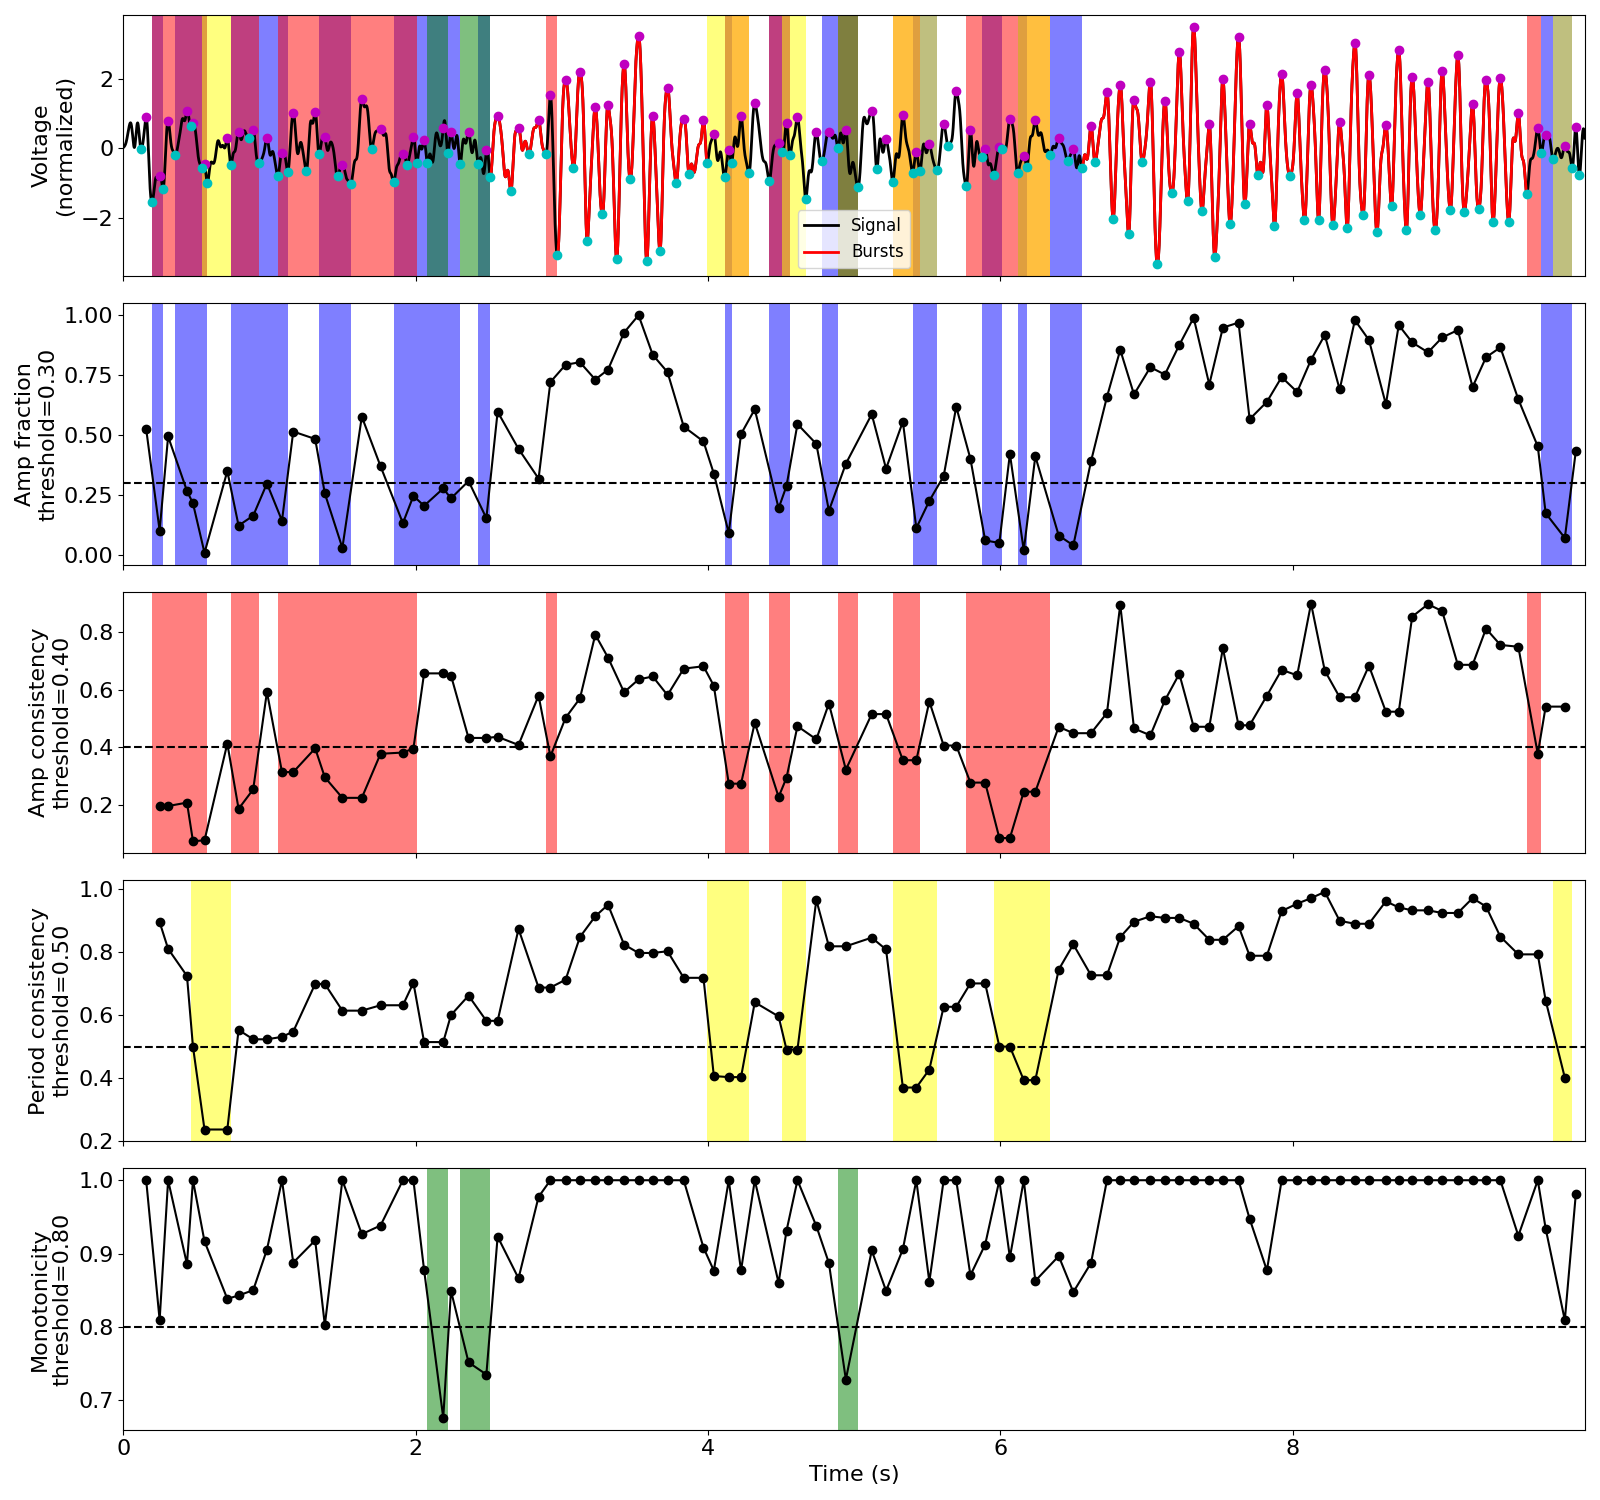 Voltage
(normalized)
2
0
−2
Signal
Bursts
Amp fraction
threshold=0.30
1.00
0.75
0.50
0.25
0.00
Amp consistency
threshold=0.40
0.8
0.6
0.4
0.2
Period consistency
threshold=0.50
1.0
0.8
0.6
0.4
0.2
Monotonicity
threshold=0.80
1.0
0.9
0.8
0.7
0
2
4
6
8
Time (s)